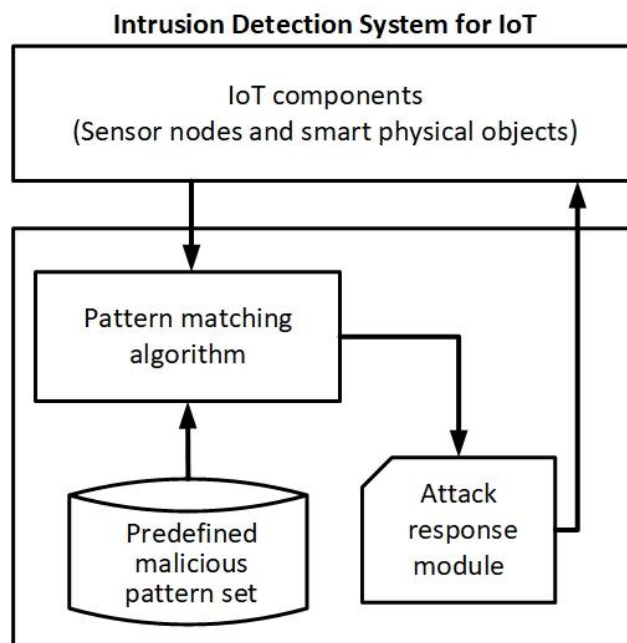 Intrusion Detection System for IoT
IoT components
(Sensor nodes and smart physical objects)
Pattern matching
algorithm
Predefined
malicious
pattern set
Attack
response
module